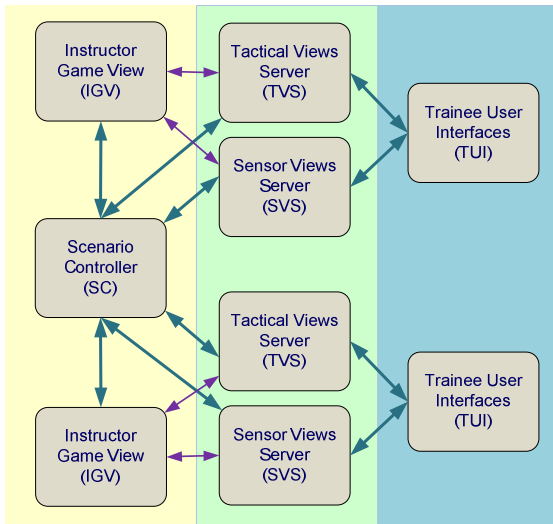 Instructor
Game View
(IGV)
Tactical Views
Server
(TVS)
Trainee User
Interfaces
(TUI)
Sensor Views
Server
(SVS)
Scenario
Controller
(SC)
Tactical Views
Server
(TVS)
Trainee User
Interfaces
(TUI)
Instructor
Game View
(IGV)
Sensor Views
Server
(SVS)